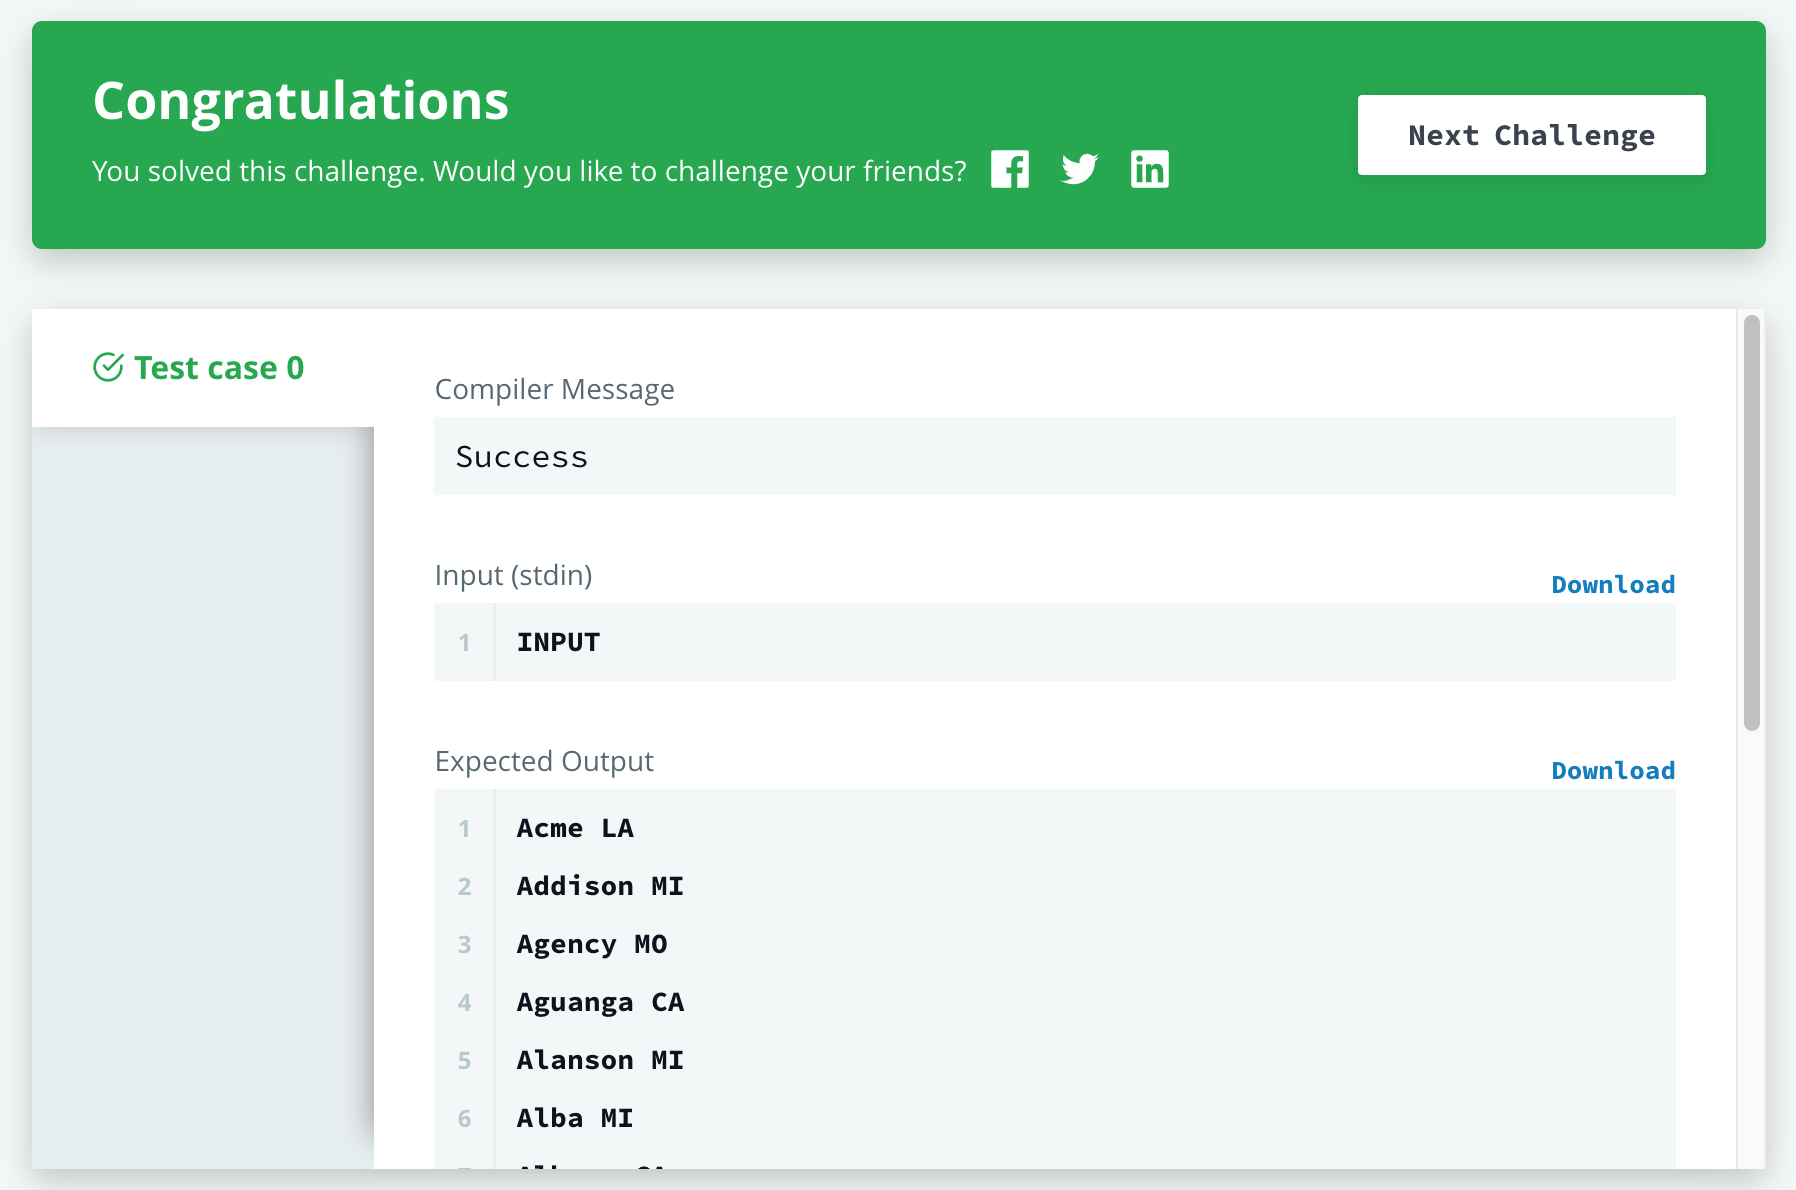 Congratulations
You solved this challenge. Would you like to challenge your friends?
Next Challenge
Test case 0
Compiler Message
Success
Input (stdin)
Download
1 INPUT
Expected Output
Download
1 Acme LA
2 Addison MI
3 Agency MO
4 Aguanga CA
5 Alanson MI
6 Alba MI